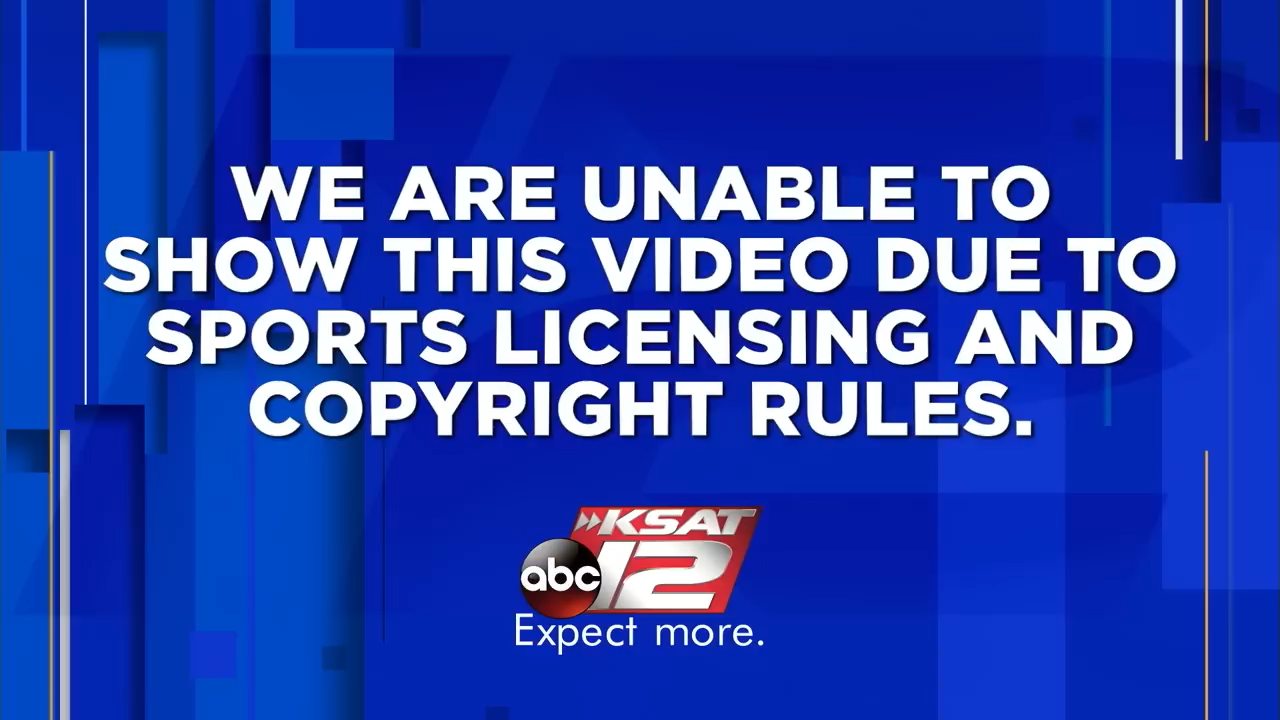 WE ARE UNABLE TO
SHOW THIS VIDEO DUE TO
SPORTS LICENSING AND
COPYRIGHT RULES.
KSAT
abc 12
Expect more.